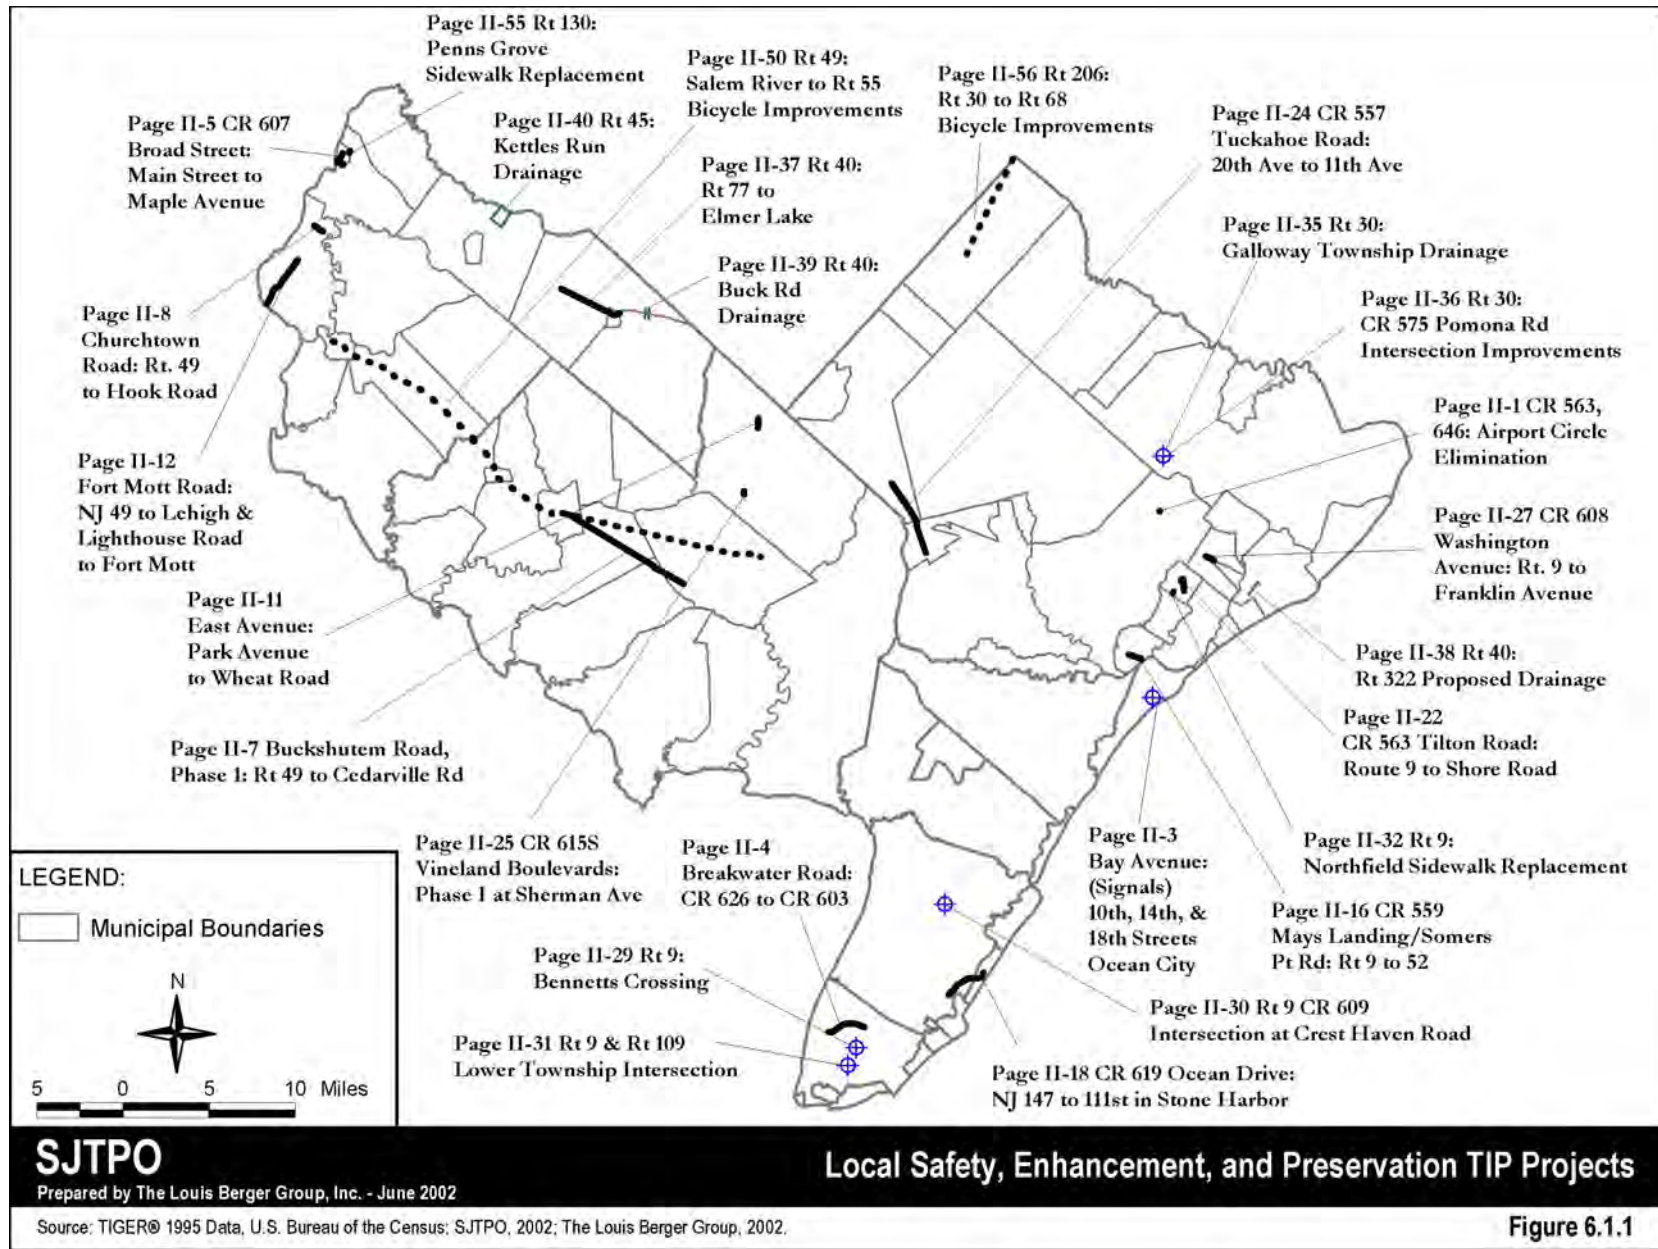 Page II-55 Rt 130:
Penns Grove
Sidewalk Replacement
Page II-50 Rt 49:
Salem River to Rt 55
Bicycle Improvements
Page II-56 Rt 206:
Rt 30 to Rt 68
Bicycle Improvements
Page II-24 CR 557
Tuckahoe Road:
20th Ave to 11th Ave
Page II-5 CR 607
Broad Street:
Main Street to
Maple Avenue
Page II-40 Rt 45:
Kettles Run
Drainage
Page II-37 Rt 40:
Rt 77 to
Elmer Lake
Page II-35 Rt 30:
Galloway Township Drainage
Page II-39 Rt 40:
Buck Rd
Drainage
Page II-36 Rt 30:
CR 575 Pomona Rd
Intersection Improvements
Page II-8
Churchtown
Road: Rt. 49
to Hook Road
Page II-1 CR 563,
646: Airport Circle
Elimination
Page II-12
Fort Mott Road:
NJ 49 to Lehigh &
Lighthouse Road
to Fort Mott
Page II-27 CR 608
Washington
Avenue: Rt. 9 to
Franklin Avenue
Page II-11
East Avenue:
Park Avenue
to Wheat Road
Page II-38 Rt 40:
Rt 322 Proposed Drainage
Page II-22
CR 563 Tilton Road:
Route 9 to Shore Road
Page II-7 Buckshutem Road,
Phase 1: Rt 49 to Cedarville Rd
Page II-25 CR 615S
Vineland Boulevards:
Phase I at Sherman Ave
Page II-4
Breakwater Road:
CR 626 to CR 603
Page II-3
Bay Avenue:
(Signals)
10th, 14th, &
18th Streets
Ocean City
Page II-32 Rt 9:
Northfield Sidewalk Replacement
Page II-16 CR 559
Mays Landing/Somers
Pt Rd: Rt 9 to 52
Page II-29 Rt 9:
Bennetts Crossing
Page II-30 Rt 9 CR 609
Intersection at Crest Haven Road
Page II-31 Rt 9 & Rt 109
Lower Township Intersection
Page II-18 CR 619 Ocean Drive:
NJ 147 to 111st in Stone Harbor
LEGEND:
Municipal Boundaries
N
5 0 5 10 Miles
SJTPO
Local Safety, Enhancement, and Preservation TIP Projects
Prepared by The Louis Berger Group, Inc. - June 2002
Source: TIGER® 1995 Data, U.S. Bureau of the Census; SJTPO, 2002; The Louis Berger Group, 2002.
Figure 6.1.1